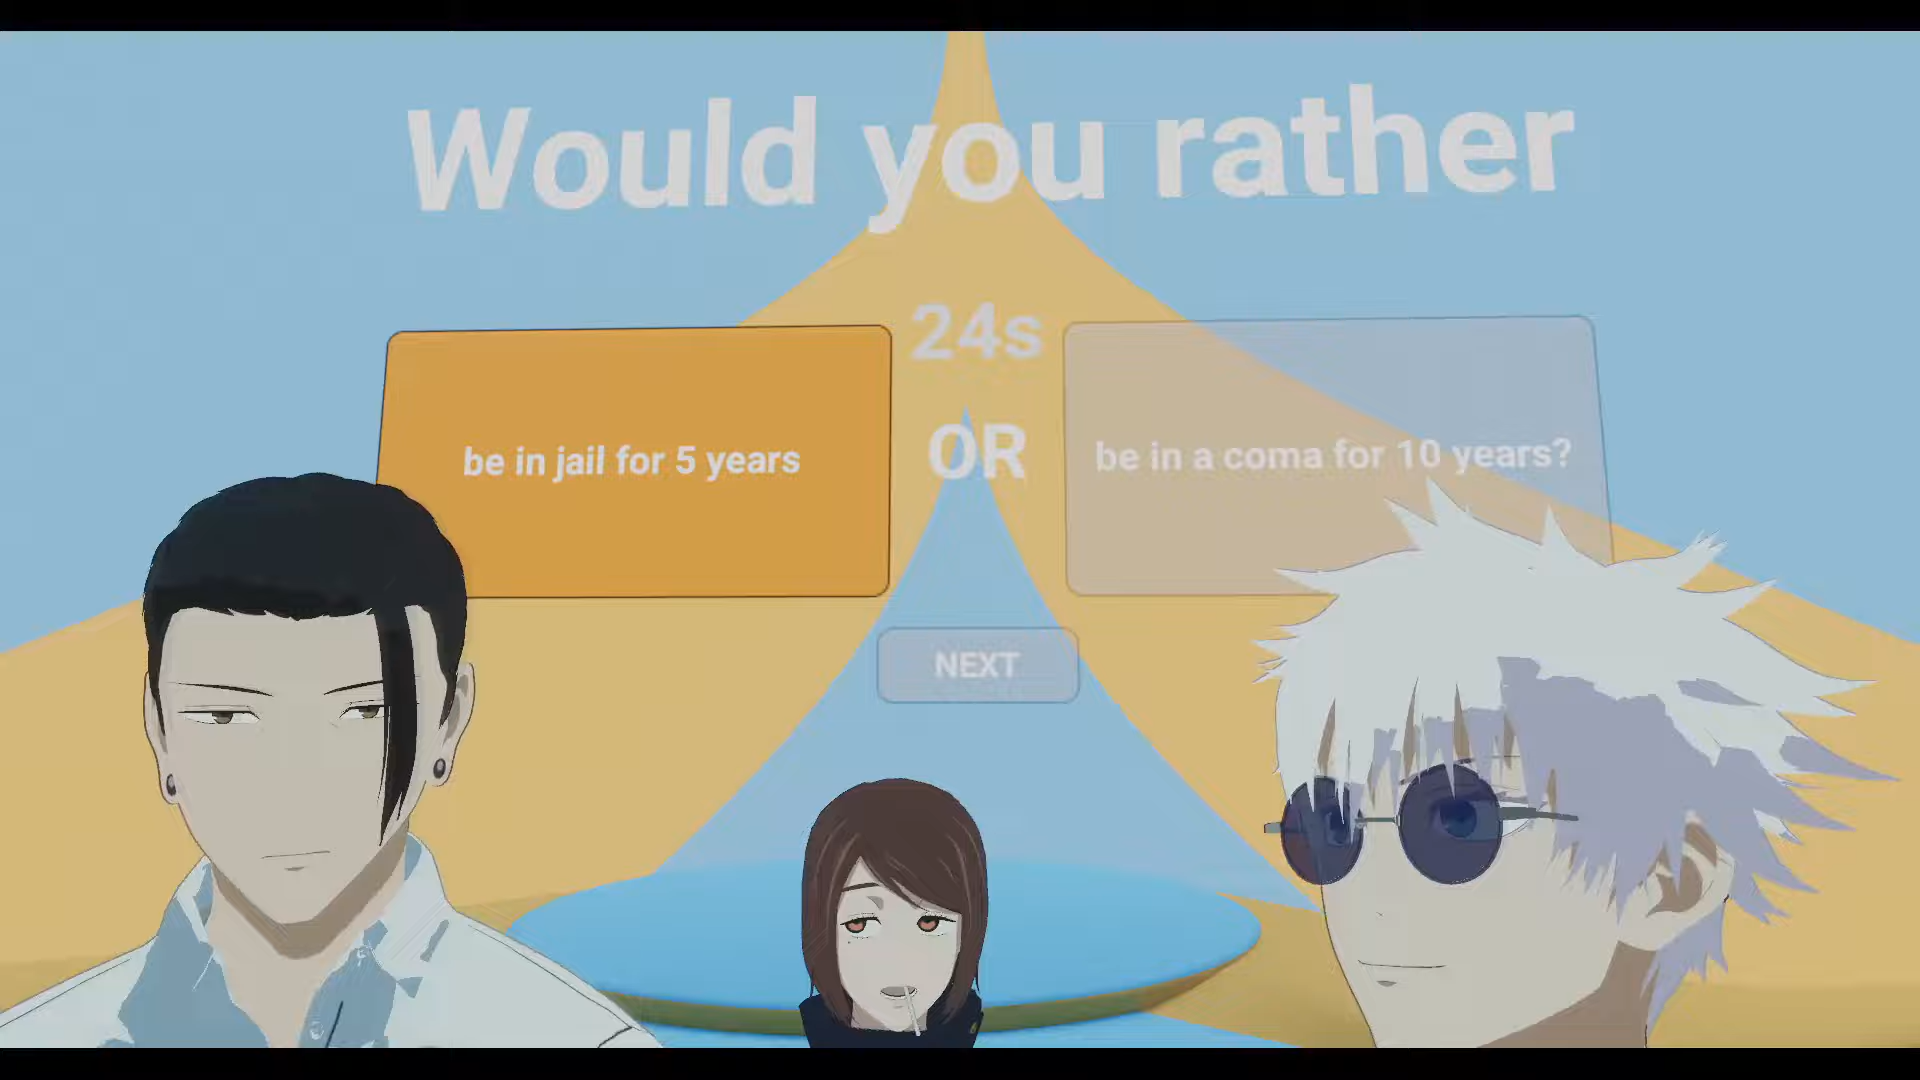 Would you rather
24s
be in jail for 5 years
OR
be in a coma for 10 years?
NEXT